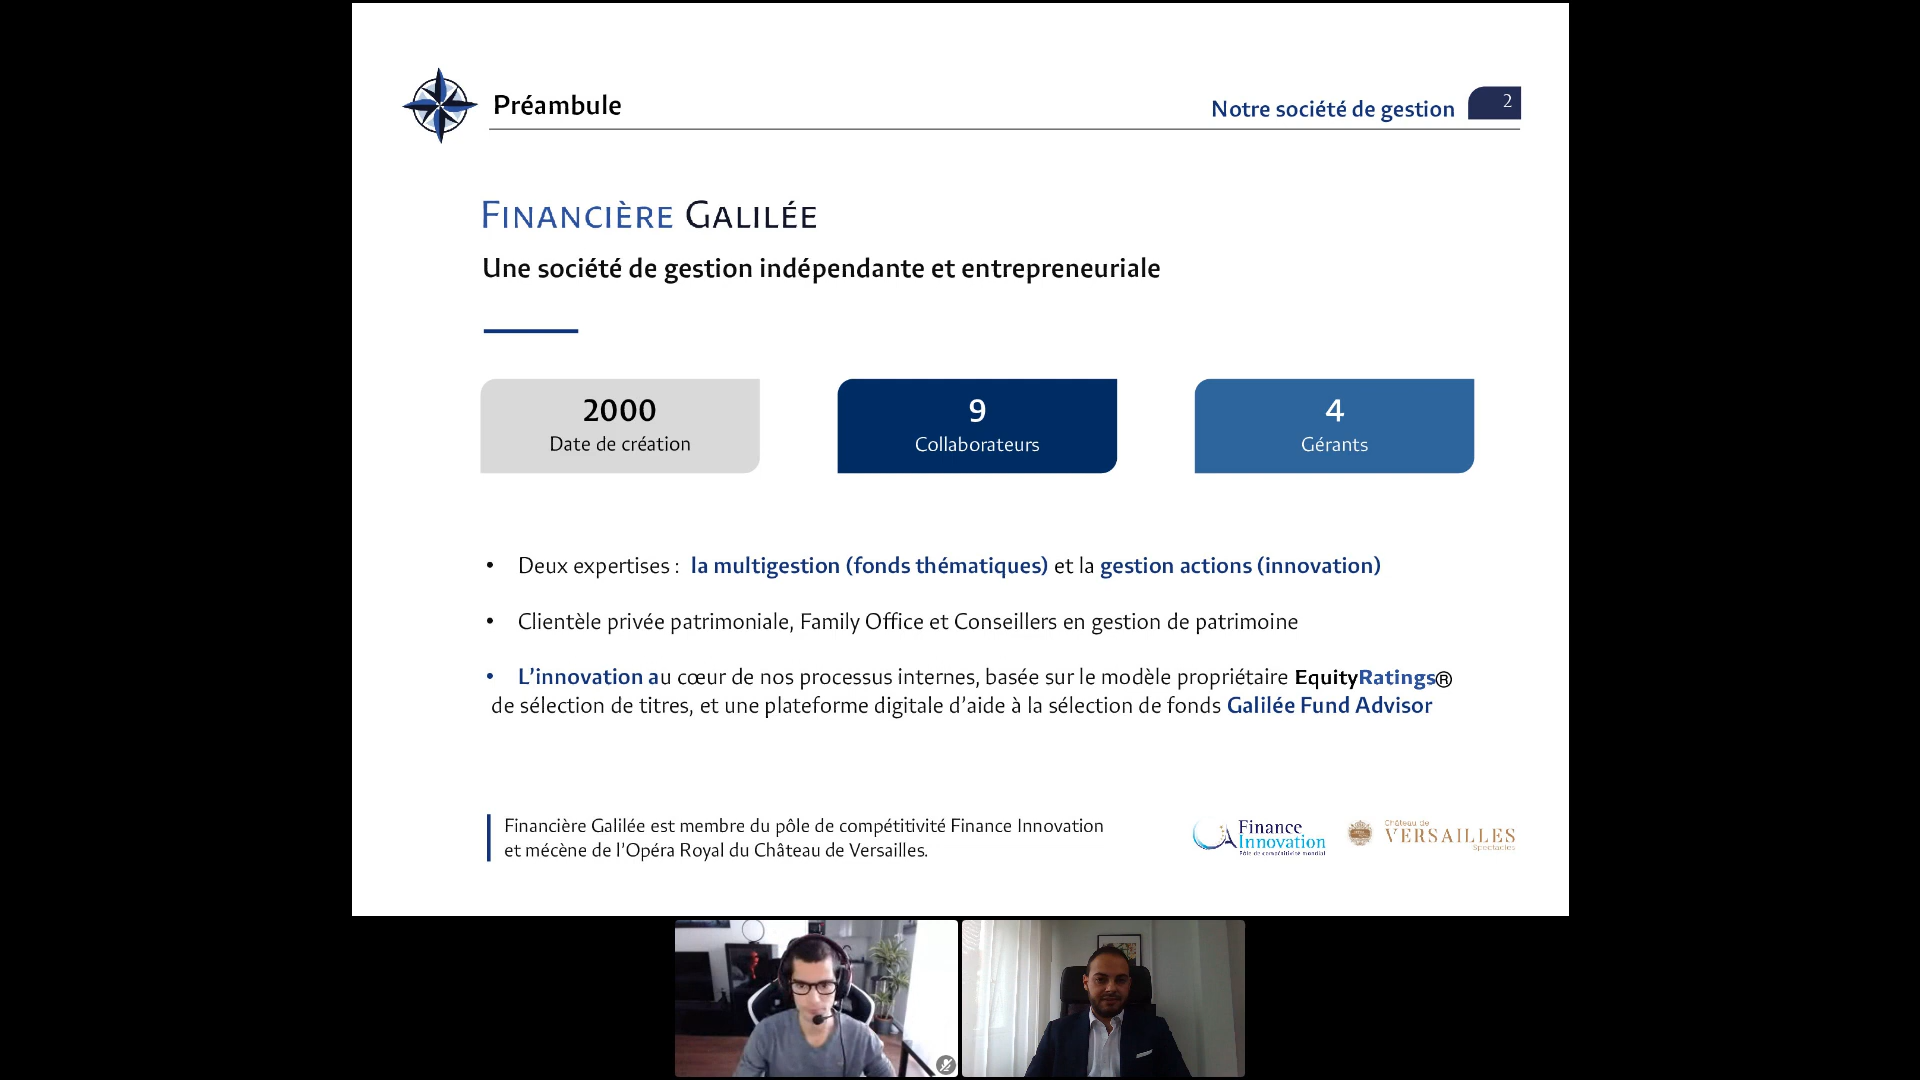 Préambule
Notre société de gestion
2
FINANCIÈRE GALILÉE
Une société de gestion indépendante et entrepreneuriale
2000
Date de création
9
Collaborateurs
4
Gérants
• Deux expertises : la multigestion (fonds thématiques) et la gestion actions (innovation)
• Clientèle privée patrimoniale, Family Office et Conseillers en gestion de patrimoine
• L’innovation au cœur de nos processus internes, basée sur le modèle propriétaire EquityRatings®
de sélection de titres, et une plateforme digitale d’aide à la sélection de fonds Galilée Fund Advisor
Financière Galilée est membre du pôle de compétitivité Finance Innovation
et mécène de l’Opéra Royal du Château de Versailles.
Finance
Innovation
Pôle de compétitivité mondial
Château de
VERSAILLES
Spectacles